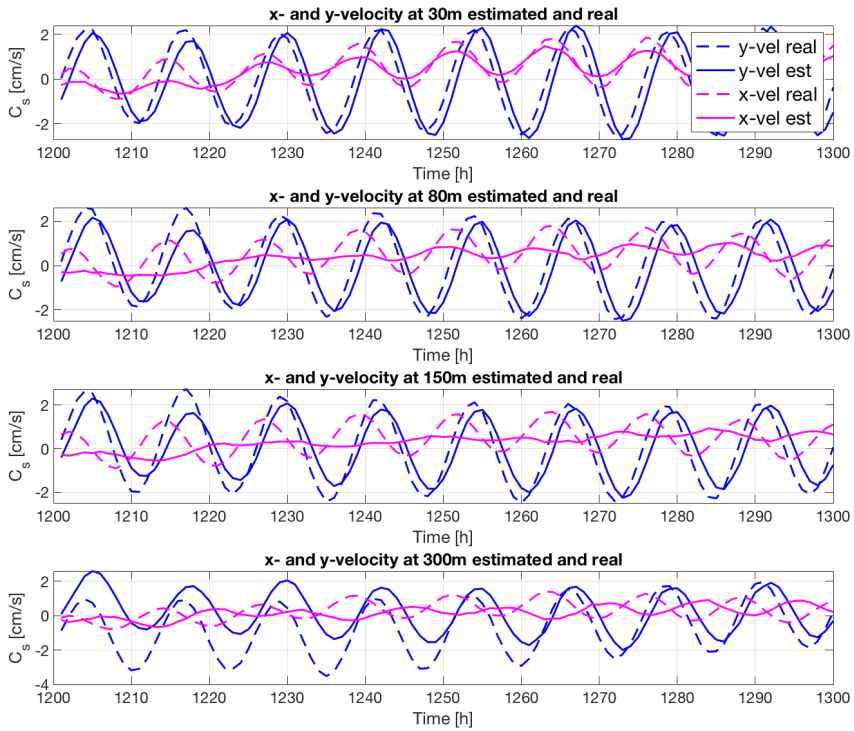 x- and y-velocity at 30m estimated and real
2
0
-2
C_s [cm/s]
y-vel real
y-vel est
x-vel real
x-vel est
1200 1210 1220 1230 1240 1250 1260 1270 1280 1290 1300
Time [h]
x- and y-velocity at 80m estimated and real
2
0
-2
C_s [cm/s]
1200 1210 1220 1230 1240 1250 1260 1270 1280 1290 1300
Time [h]
x- and y-velocity at 150m estimated and real
2
0
-2
C_s [cm/s]
1200 1210 1220 1230 1240 1250 1260 1270 1280 1290 1300
Time [h]
x- and y-velocity at 300m estimated and real
2
0
-2
-4
C_s [cm/s]
1200 1210 1220 1230 1240 1250 1260 1270 1280 1290 1300
Time [h]